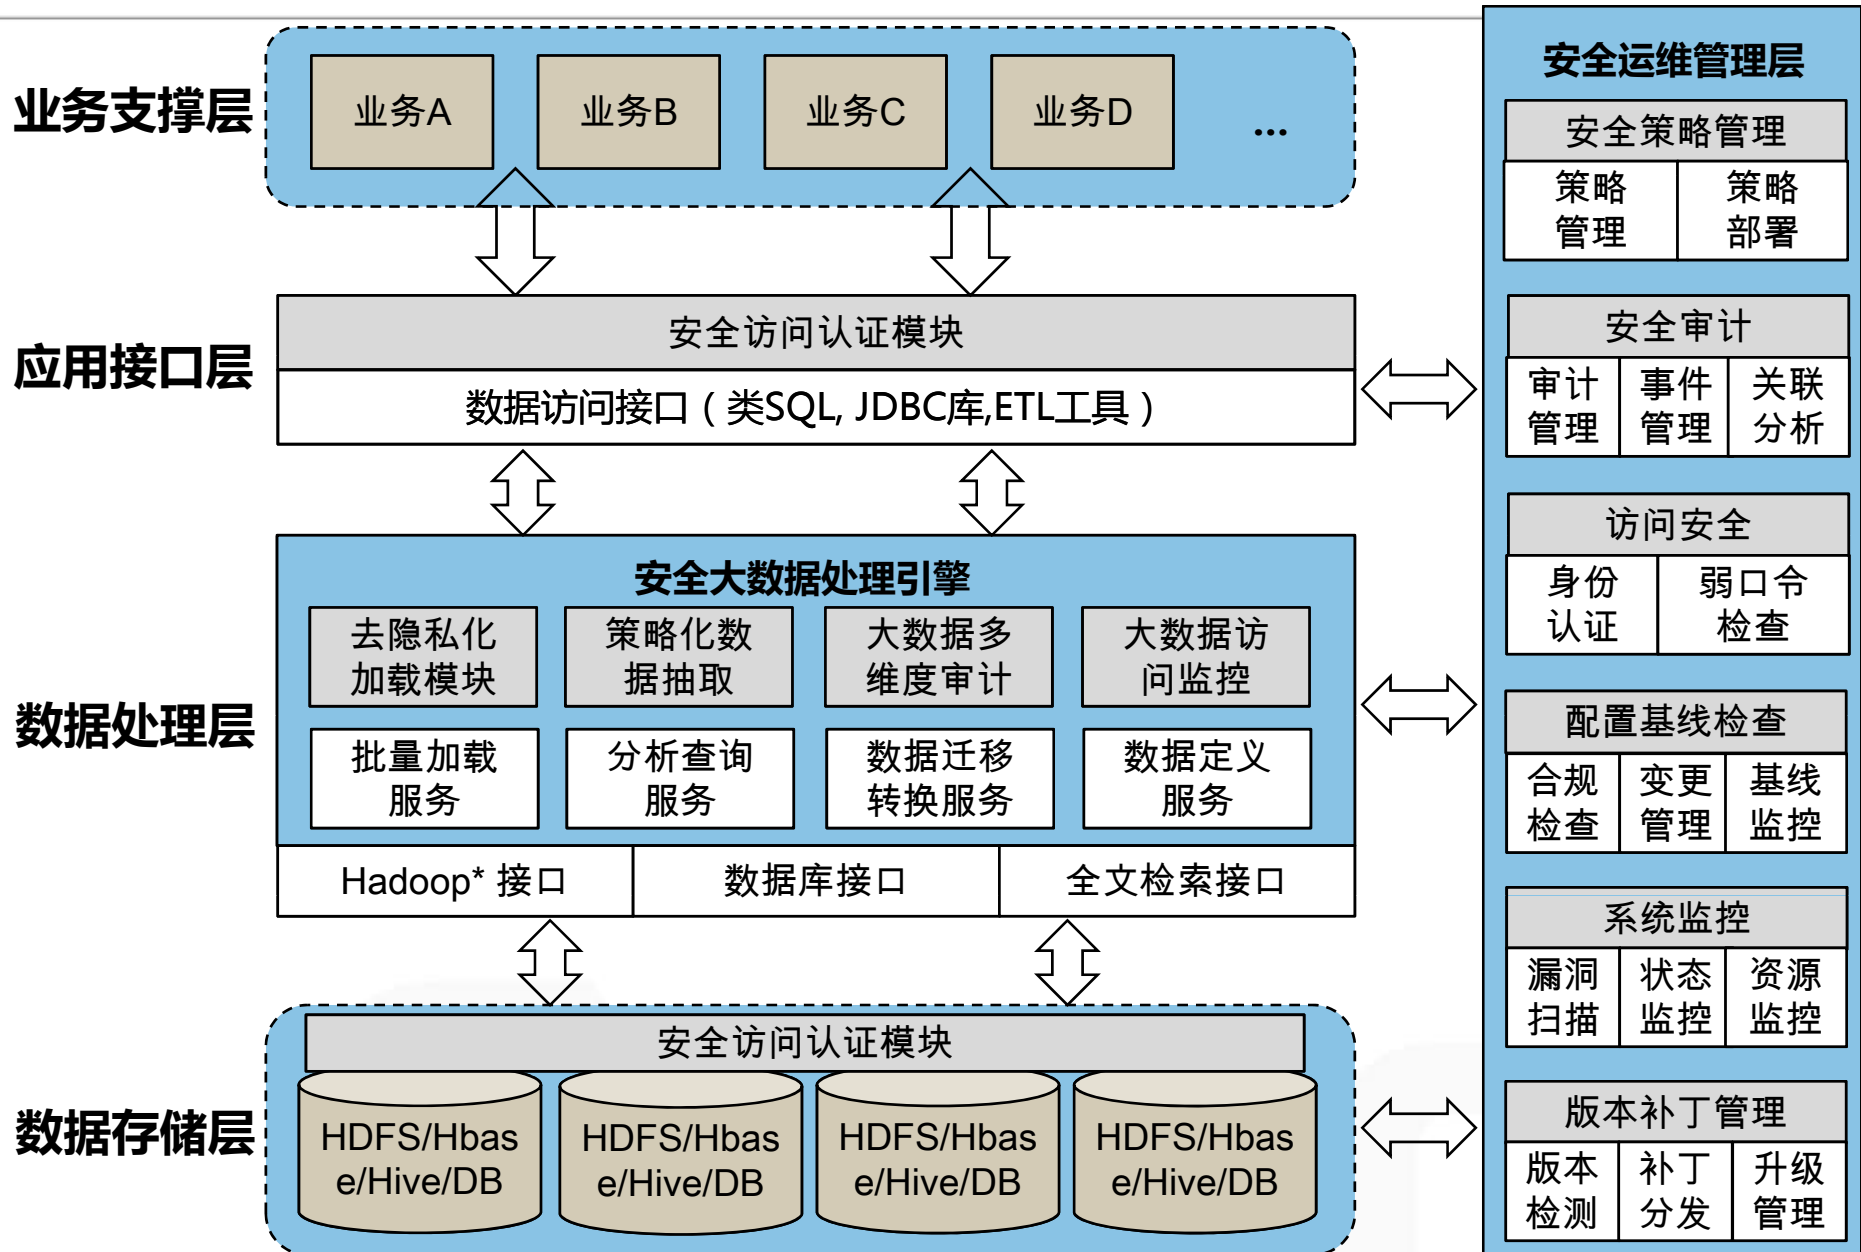 业务支撑层
业务A
业务B
业务C
业务D
...
应用接口层
安全访问认证模块
数据访问接口（类SQL, JDBC库,ETL工具）
数据处理层
安全大数据处理引擎
去隐私化
加载模块
策略化数
据抽取
大数据多
维度审计
大数据访
问监控
批量加载
服务
分析查询
服务
数据迁移
转换服务
数据定义
服务
Hadoop* 接口
数据库接口
全文检索接口
数据存储层
安全访问认证模块
HDFS/Hbas
e/Hive/DB
HDFS/Hbas
e/Hive/DB
HDFS/Hbas
e/Hive/DB
HDFS/Hbas
e/Hive/DB
安全运维管理层
安全策略管理
策略
管理
策略
部署
安全审计
审计
管理
事件
管理
关联
分析
访问安全
身份
认证
弱口令
检查
配置基线检查
合规
检查
变更
管理
基线
监控
系统监控
漏洞
扫描
状态
监控
资源
监控
版本补丁管理
版本
检测
补丁
分发
升级
管理